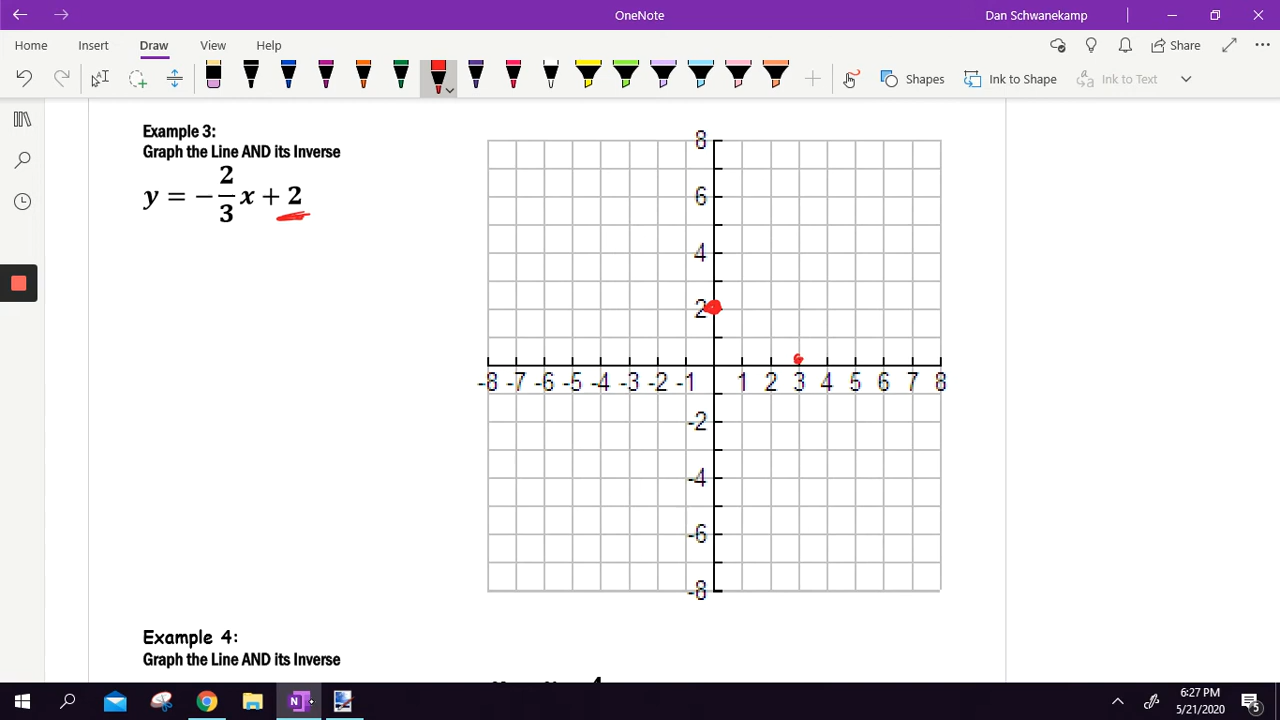 OneNote
Dan Schwanekamp
Home Insert Draw View Help
Share
Shapes Ink to Shape Ink to Text
Example 3:
Graph the Line AND its Inverse
y = −2/3x + 2
8
6
4
2
-8 -7 -6 -5 -4 -3 -2 -1 1 2 3 4 5 6 7 8
-2
-4
-6
-8
Example 4:
Graph the Line AND its Inverse
6:27 PM
5/21/2020
5